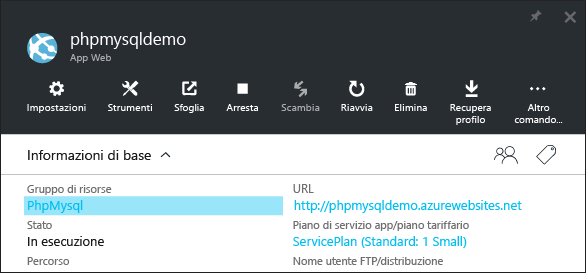 phpmysqldemo
App Web
Impostazioni Strumenti Sfoglia Arresta Scambia Riavvia Elimina Recupera profilo Altro comando...
Informazioni di base
Gruppo di risorse
PhpMysql
URL
http://phpmysqldemo.azurewebsites.net
Stato
In esecuzione
Piano di servizio app/piano tariffario
ServicePlan (Standard: 1 Small)
Percorso
Nome utente FTP/distribuzione